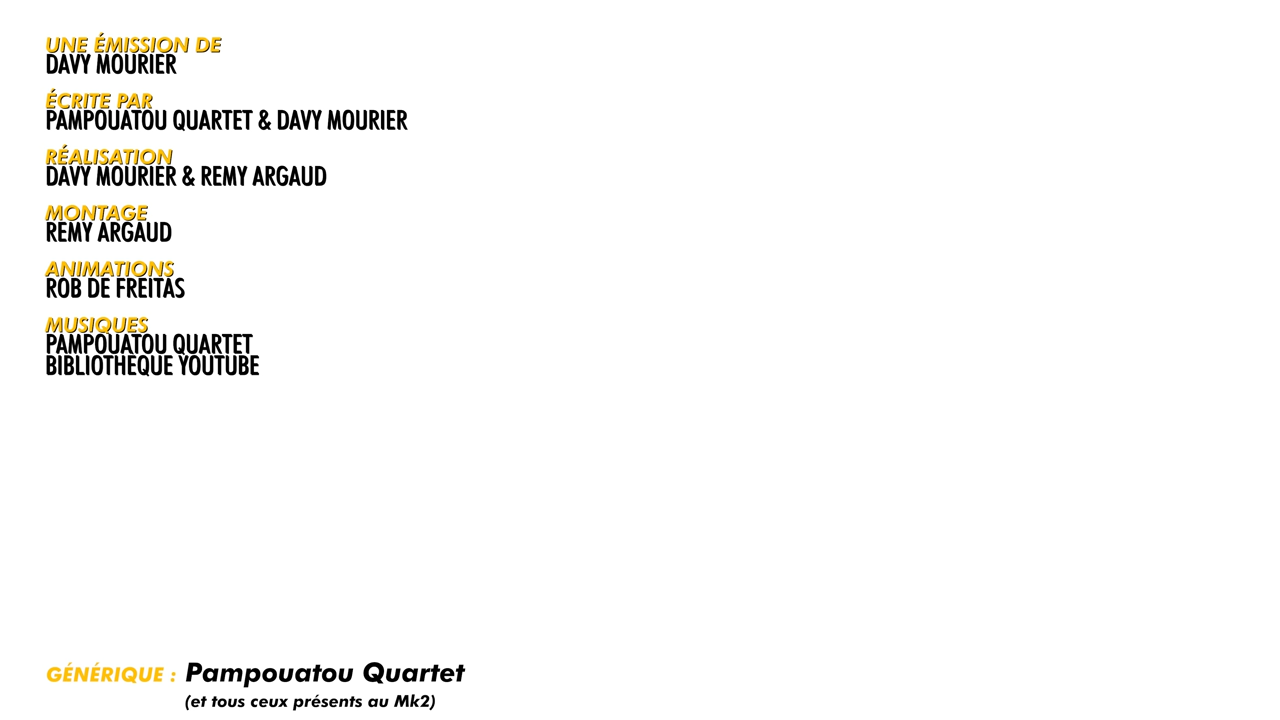 UNE ÉMISSION DE
DAVY MOURIER
ÉCRITE PAR
PAMPOUATOU QUARTET & DAVY MOURIER
RÉALISATION
DAVY MOURIER & REMY ARGAUD
MONTAGE
REMY ARGAUD
ANIMATIONS
ROB DE FREITAS
MUSIQUES
PAMPOUATOU QUARTET
BIBLIOTHÈQUE YOUTUBE
GÉNÉRIQUE : Pampouatou Quartet
(et tous ceux présents au Mk2)